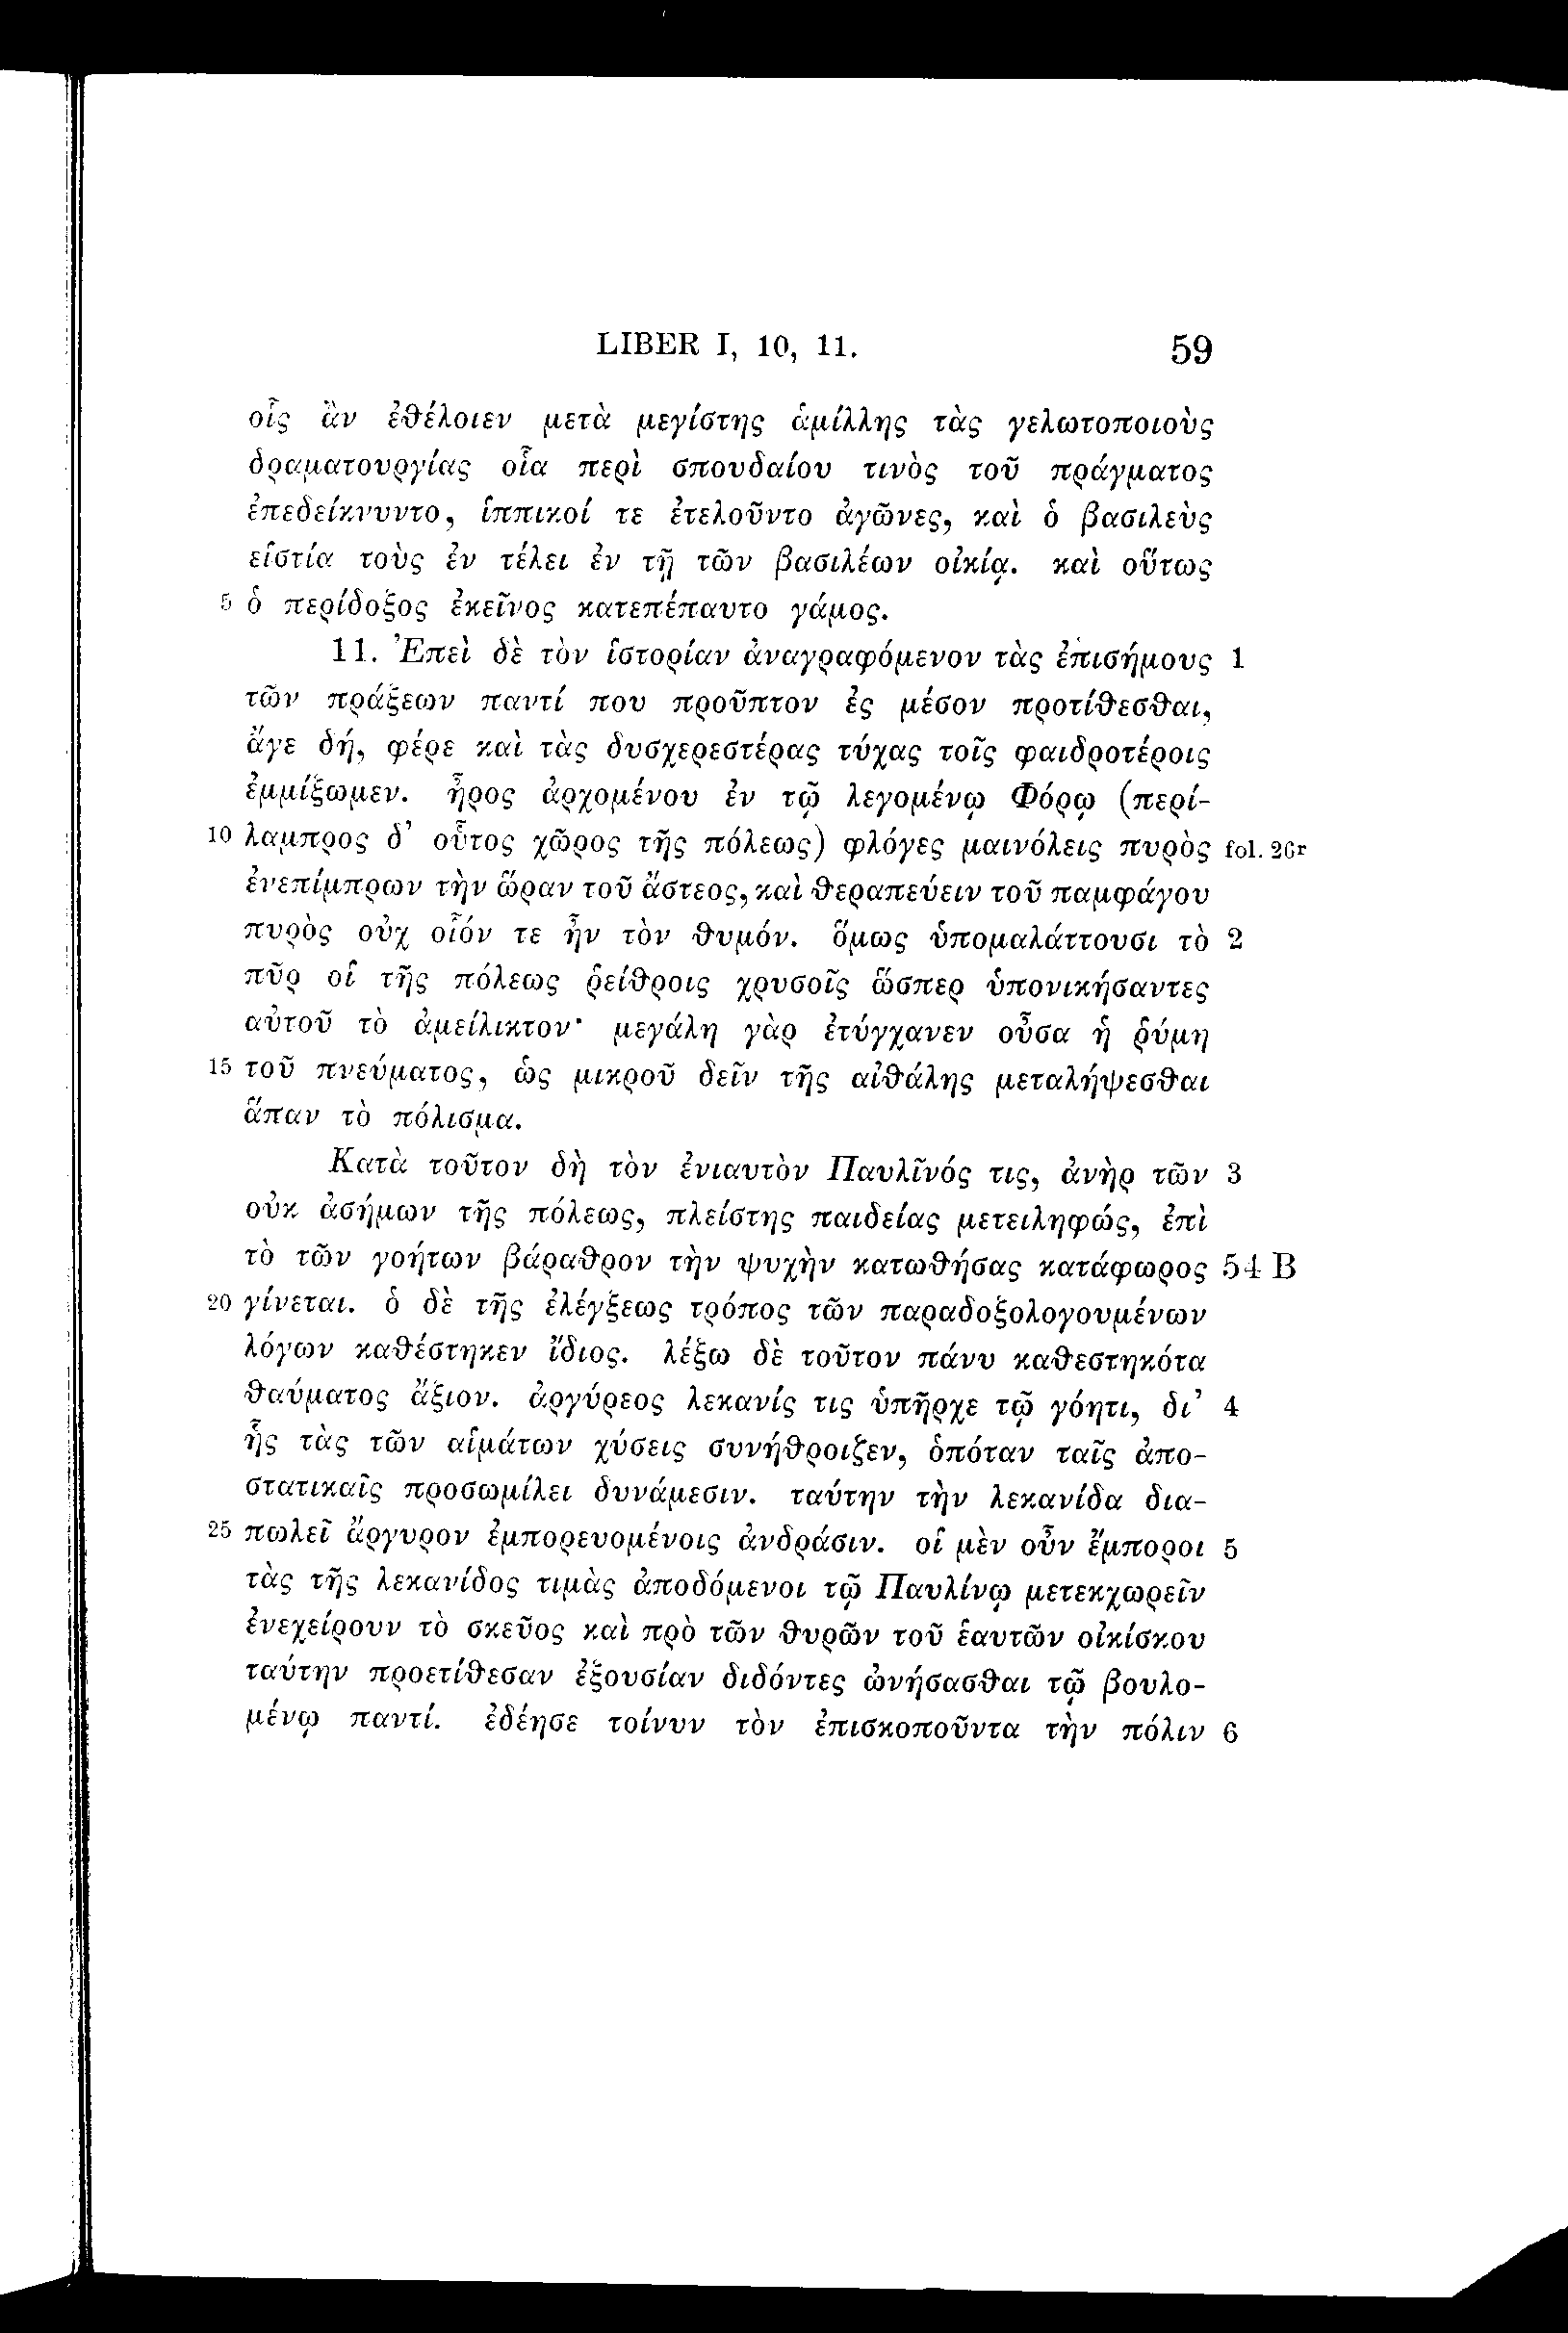 LIBER I, 10, 11. 59
οἷς ἂν ἐθέλοιεν μετὰ μεγίστης ἁμίλλης τὰς γελωτοποιοὺς
δραματουργίας οἷα περὶ σπουδαίου τινὸς τοῦ πράγματος
ἐπεδείκνυντο, ἱππικοί τε ἐτελοῦντο ἀγῶνες, καὶ ὁ βασιλεὺς
εἱστία τοὺς ἐν τέλει ἐν τῇ τῶν βασιλέων οἰκίᾳ. καὶ οὕτως
5 ὁ περίδοξος ἐκεῖνος κατεπέπαυτο γάμος.
11. Ἐπεὶ δὲ τὸν ἱστορίαν ἀναγραφόμενον τὰς ἐπισήμους 1
τῶν πράξεων παντί που προῦπτον ἐς μέσον προτίθεσθαι,
ἄγε δή, φέρε καὶ τὰς δυσχερεστέρας τύχας τοῖς φαιδροτέροις
ἐμμίξωμεν. ἦρος ἀρχομένου ἐν τῷ λεγομένῳ Φόρῳ (περί-
10 λαμπρος δ' οὗτος χῶρος τῆς πόλεως) φλόγες μαινόλεις πυρὸς fol. 26r
ἐνεπίμπρων τὴν ὥραν τοῦ ἄστεος, καὶ θεραπεύειν τοῦ παμφάγου
πυρὸς οὐχ οἷόν τε ἦν τὸν θυμόν. ὅμως ὑπομαλάττουσι τὸ 2
πῦρ οἱ τῆς πόλεως ῥείθροις χρυσοῖς ὥσπερ ὑπονικήσαντες
αὐτοῦ τὸ ἀμείλικτον· μεγάλη γὰρ ἐτύγχανεν οὖσα ἡ ῥύμη
15 τοῦ πνεύματος, ὡς μικροῦ δεῖν τῆς αἰθάλης μεταλήψεσθαι
ἅπαν τὸ πόλισμα.
Κατὰ τοῦτον δὴ τὸν ἐνιαυτὸν Παυλῖνός τις, ἀνὴρ τῶν 3
οὐκ ἀσήμων τῆς πόλεως, πλείστης παιδείας μετειληφώς, ἐπὶ
τὸ τῶν γοήτων βάραθρον τὴν ψυχὴν κατωθήσας κατάφωρος 54 B
20 γίνεται. ὁ δὲ τῆς ἐλέγξεως τρόπος τῶν παραδοξολογουμένων
λόγων καθέστηκεν ἴδιος. λέξω δὲ τοῦτον πάνυ καθεστηκότα
θαύματος ἄξιον. ἀργύρεος λεκανίς τις ὑπῆρχε τῷ γόητι, δι' 4
ἧς τὰς τῶν αἱμάτων χύσεις συνήθροιζεν, ὁπόταν ταῖς ἀπο-
στατικαῖς προσωμίλει δυνάμεσιν. ταύτην τὴν λεκανίδα δια-
25 πωλεῖ ἄργυρον ἐμπορευομένοις ἀνδράσιν. οἱ μὲν οὖν ἔμποροι 5
τὰς τῆς λεκανίδος τιμὰς ἀποδόμενοι τῷ Παυλίνῳ μετεκχωρεῖν
ἐνεχείρουν τὸ σκεῦος καὶ πρὸ τῶν θυρῶν τοῦ ἑαυτῶν οἰκίσκου
ταύτην προετίθεσαν ἐξουσίαν διδόντες ὠνήσασθαι τῷ βουλο-
μένῳ παντί. ἐδέησε τοίνυν τὸν ἐπισκοποῦντα τὴν πόλιν 6